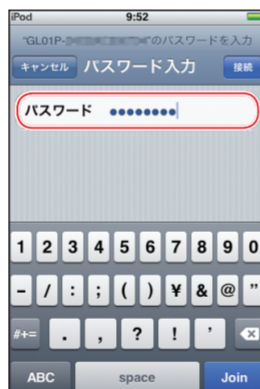 iPod 9:52
"GL01P-            "のパスワードを入力
キャンセル パスワード入力 接続
パスワード ●●●●●●●●
1 2 3 4 5 6 7 8 9 0
- / : ; ( ) ¥ & @ "
#+= . , ? ! '
ABC space Join